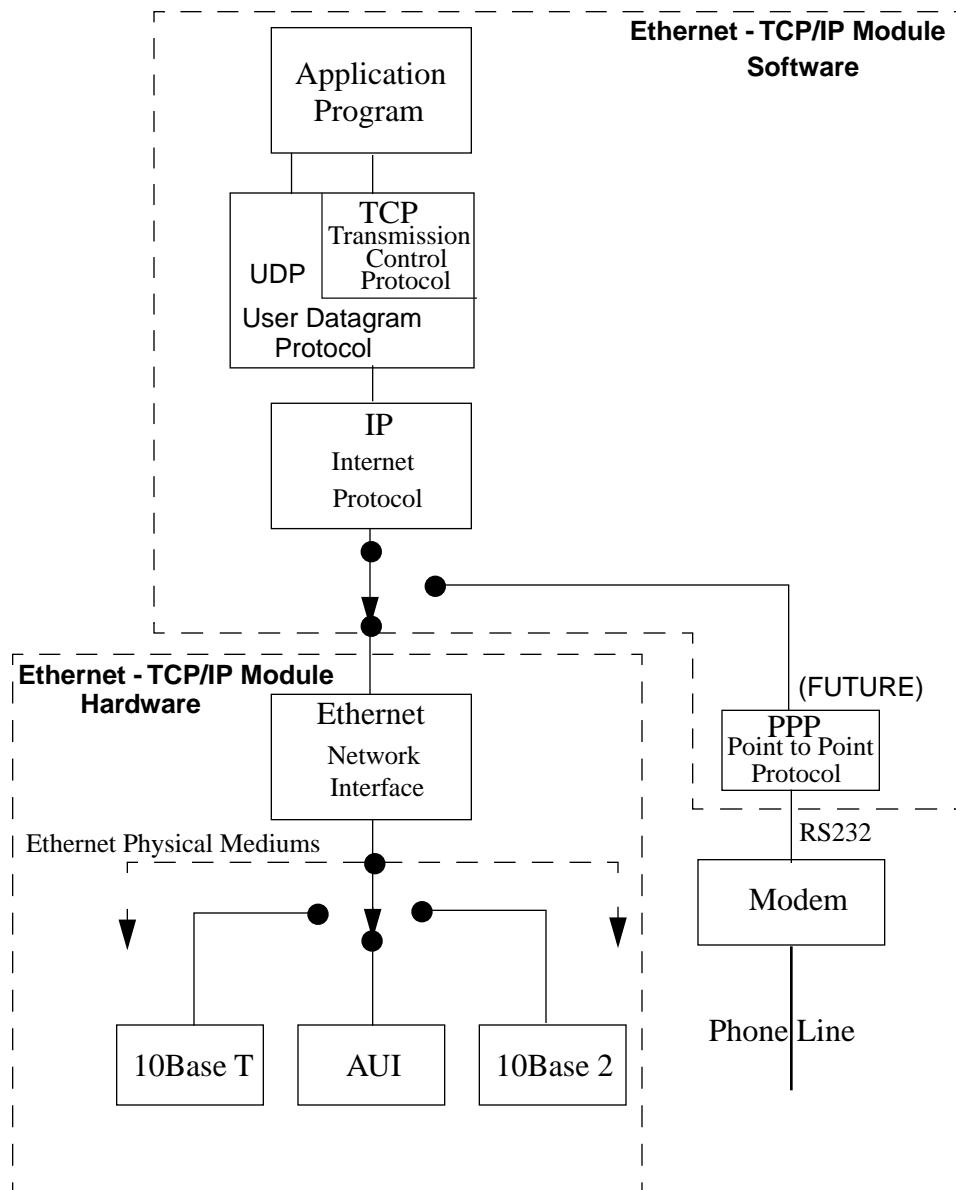 Ethernet - TCP/IP Module
Software
Application
Program
TCP
Transmission
Control
Protocol
UDP
User Datagram
Protocol
IP
Internet
Protocol
Ethernet - TCP/IP Module
Hardware
(FUTURE)
PPP
Point to Point
Protocol
Ethernet
Network
Interface
RS232
Ethernet Physical Mediums
Modem
Phone Line
10Base T
AUI
10Base 2